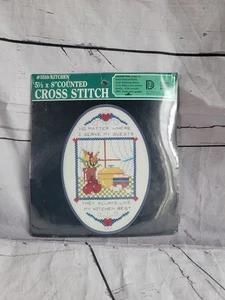 #3510/KITCHEN
5½ x 8" COUNTED
CROSS STITCH
NO MATTER WHERE
I SERVE MY GUESTS
THEY ALWAYS LIKE
MY KITCHEN BEST